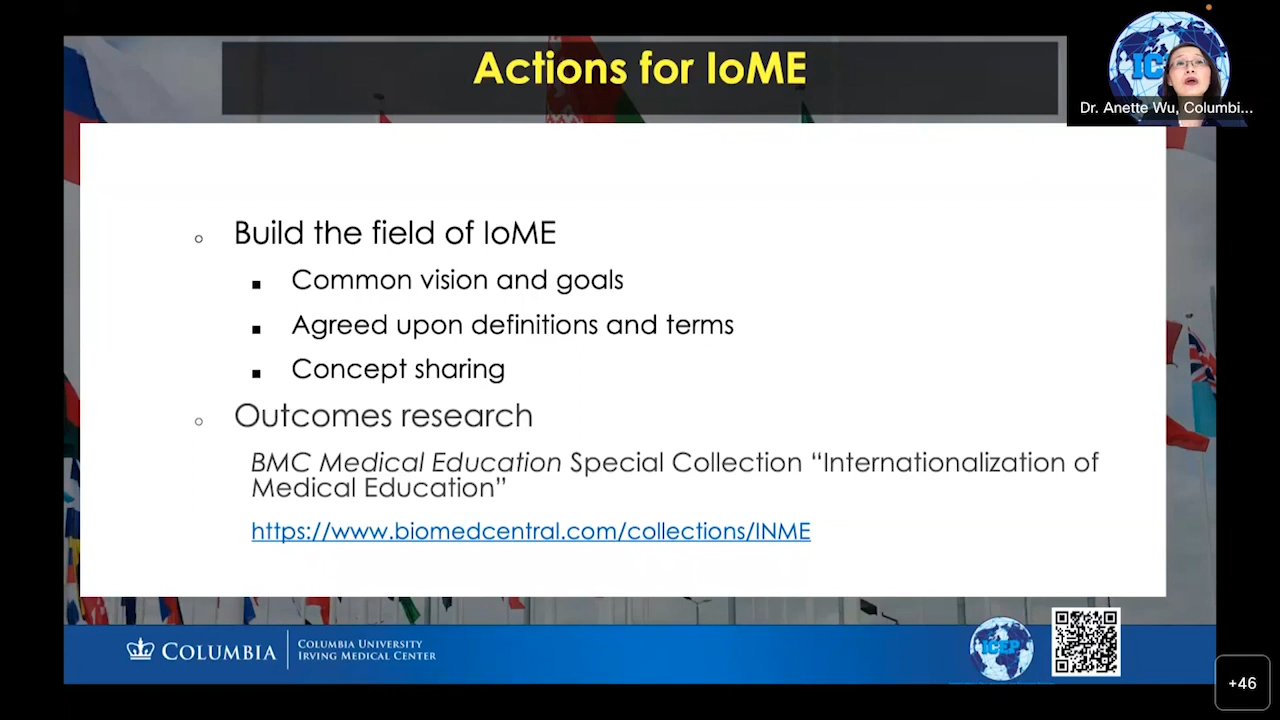 Actions for IoME
Dr. Anette Wu, Columbi...
Build the field of IoME
Common vision and goals
Agreed upon definitions and terms
Concept sharing
Outcomes research
BMC Medical Education Special Collection “Internationalization of
Medical Education”
https://www.biomedcentral.com/collections/INME
COLUMBIA
COLUMBIA UNIVERSITY
IRVING MEDICAL CENTER
ICEP
+46